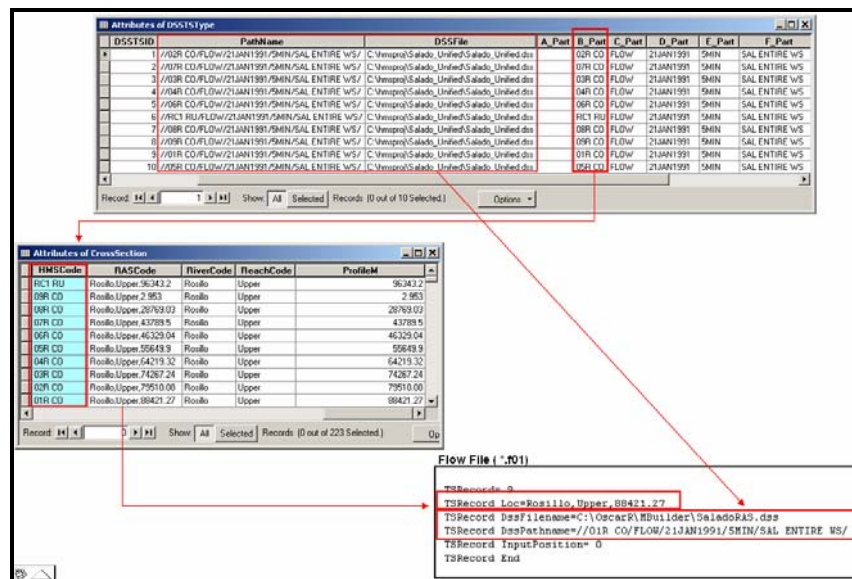 Attributes of DSSTSType
DSSTSID PathName DSSFile A_Part B_Part C_Part D_Part E_Part F_Part
1 //02R CO/FLOW/21JAN1991/5MIN/SAL ENTIRE WS/ C:\hmsproj\Salado_Unified\Salado_Unified.dss 02R CO FLOW 21JAN1991 5MIN SAL ENTIRE WS
2 //07R CO/FLOW/21JAN1991/5MIN/SAL ENTIRE WS/ C:\hmsproj\Salado_Unified\Salado_Unified.dss 07R CO FLOW 21JAN1991 5MIN SAL ENTIRE WS
3 //03R CO/FLOW/21JAN1991/5MIN/SAL ENTIRE WS/ C:\hmsproj\Salado_Unified\Salado_Unified.dss 03R CO FLOW 21JAN1991 5MIN SAL ENTIRE WS
4 //04R CO/FLOW/21JAN1991/5MIN/SAL ENTIRE WS/ C:\hmsproj\Salado_Unified\Salado_Unified.dss 04R CO FLOW 21JAN1991 5MIN SAL ENTIRE WS
5 //06R CO/FLOW/21JAN1991/5MIN/SAL ENTIRE WS/ C:\hmsproj\Salado_Unified\Salado_Unified.dss 06R CO FLOW 21JAN1991 5MIN SAL ENTIRE WS
6 //RC1 RU/FLOW/21JAN1991/5MIN/SAL ENTIRE WS/ C:\hmsproj\Salado_Unified\Salado_Unified.dss RC1 RU FLOW 21JAN1991 5MIN SAL ENTIRE WS
7 //08R CO/FLOW/21JAN1991/5MIN/SAL ENTIRE WS/ C:\hmsproj\Salado_Unified\Salado_Unified.dss 08R CO FLOW 21JAN1991 5MIN SAL ENTIRE WS
8 //09R CO/FLOW/21JAN1991/5MIN/SAL ENTIRE WS/ C:\hmsproj\Salado_Unified\Salado_Unified.dss 09R CO FLOW 21JAN1991 5MIN SAL ENTIRE WS
9 //01R CO/FLOW/21JAN1991/5MIN/SAL ENTIRE WS/ C:\hmsproj\Salado_Unified\Salado_Unified.dss 01R CO FLOW 21JAN1991 5MIN SAL ENTIRE WS
10 //05R CO/FLOW/21JAN1991/5MIN/SAL ENTIRE WS/ C:\hmsproj\Salado_Unified\Salado_Unified.dss 05R CO FLOW 21JAN1991 5MIN SAL ENTIRE WS
Record: 1 Show: All Selected Records (0 out of 10 Selected.) Options
Attributes of CrossSection
HMSCode RASCode RiverCode ReachCode ProfileM
RC1 RU Rosillo,Upper,96343.2 Rosillo Upper 96343.2
09R CO Rosillo,Upper,2.953 Rosillo Upper 2.953
08R CO Rosillo,Upper,28769.03 Rosillo Upper 28769.03
07R CO Rosillo,Upper,43789.5 Rosillo Upper 43789.5
06R CO Rosillo,Upper,46329.04 Rosillo Upper 46329.04
05R CO Rosillo,Upper,55649.9 Rosillo Upper 55649.9
04R CO Rosillo,Upper,64219.32 Rosillo Upper 64219.32
03R CO Rosillo,Upper,74267.24 Rosillo Upper 74267.24
02R CO Rosillo,Upper,79510.08 Rosillo Upper 79510.08
01R CO Rosillo,Upper,88421.27 Rosillo Upper 88421.27
Record: 0 Show: All Selected Records (0 out of 223 Selected.) Op
Flow File ( *.f01)
TSRecord= 9
TSRecord Loc=Rosillo,Upper,88421.27
TSRecord DssFilename=C:\OscarR\MBuilder\SaladoRAS.dss
TSRecord DssPathname=//01R CO/FLOW/21JAN1991/5MIN/SAL ENTIRE WS/
TSRecord InputPosition= 0
TSRecord End